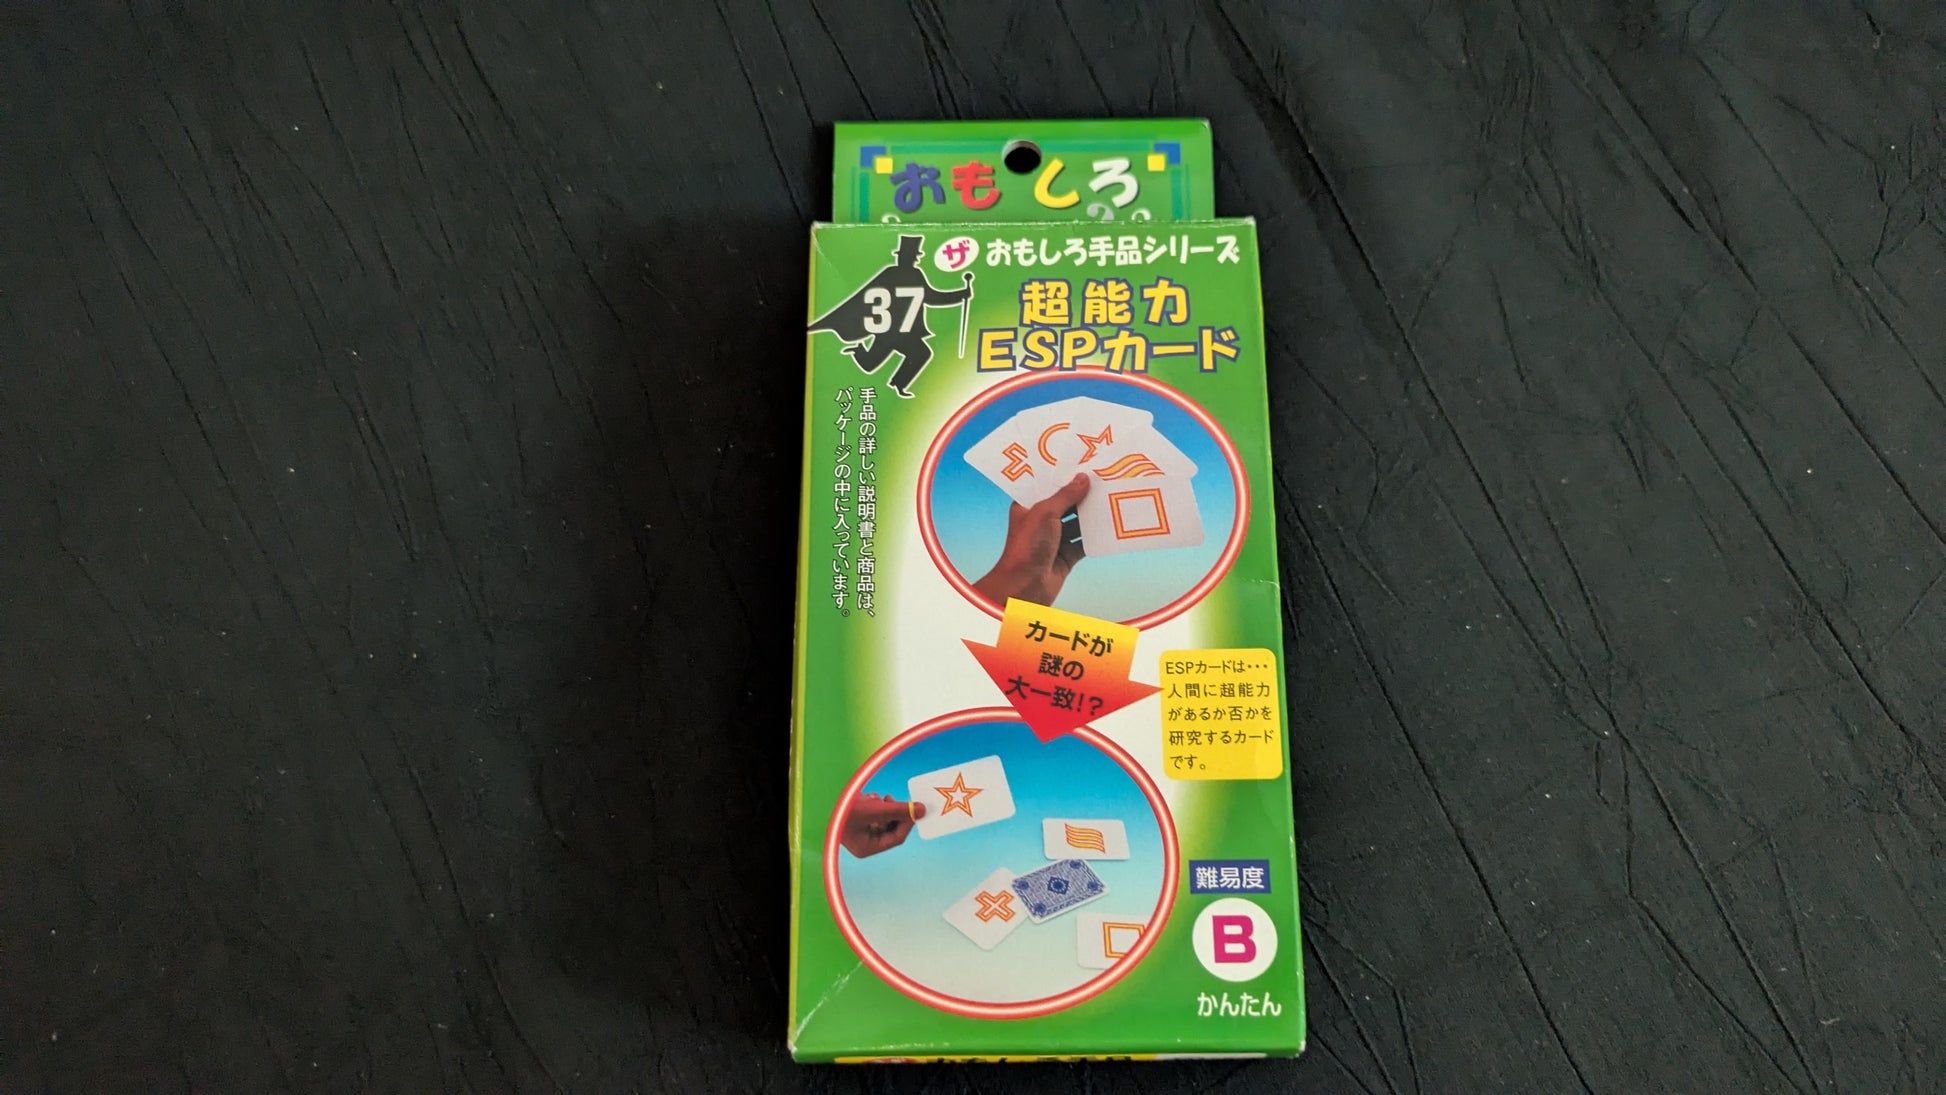 おもしろ
ザ おもしろ手品シリーズ
37
超能力
ESPカード
手品の詳しい説明書と商品は、
パッケージの中に入っています。
カードが
謎の
大一致!?
ESPカードは・・・
人間に超能力
があるか否かを
研究するカード
です。
難易度
B
かんたん